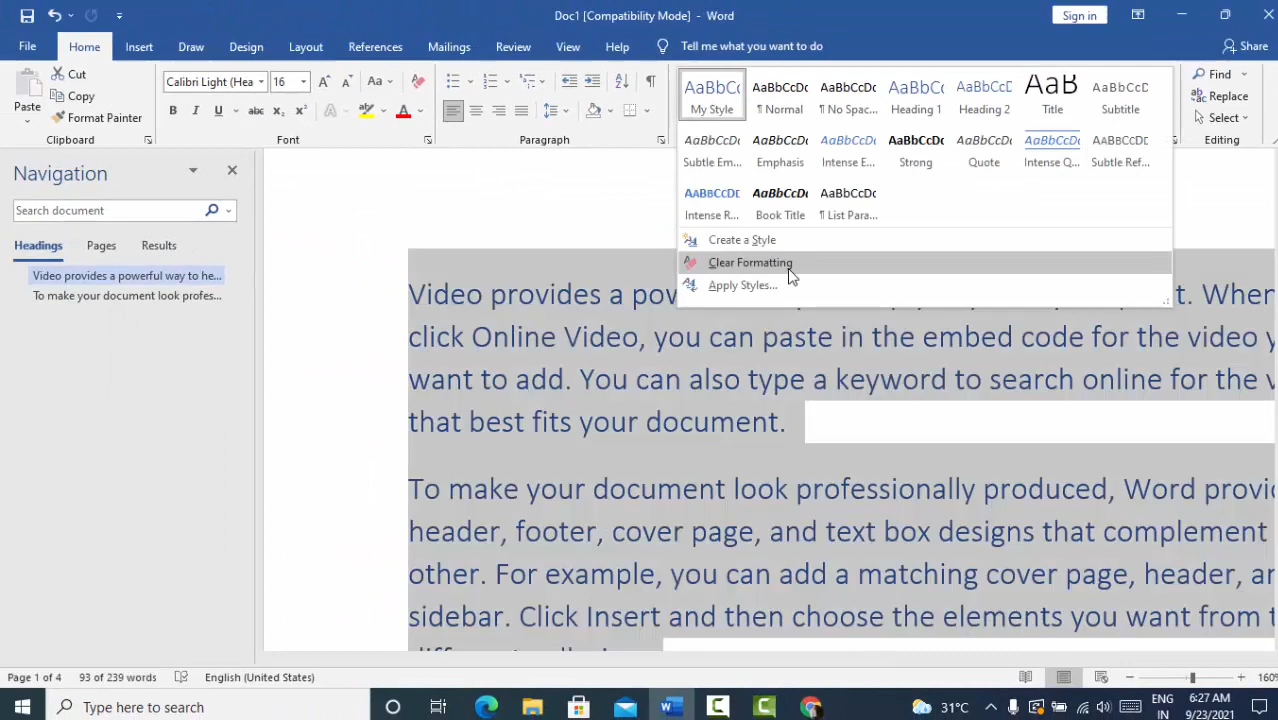 Doc1 [Compatibility Mode] - Word
Sign in
File Home Insert Draw Design Layout References Mailings Review View Help Tell me what you want to do Share
Paste
Cut
Copy
Format Painter
Clipboard
Calibri Light (Hea 16
Aa
B I U A
Font
Paragraph
AaBbCc AaBbCcDc AaBbCcDc AaBbCc AaBbCcD AaB AaBbCcD
My Style ¶ Normal ¶ No Spac... Heading 1 Heading 2 Title Subtitle
AaBbCcDc AaBbCcDc AaBbCcDc AaBbCcDc AaBbCcDc AaBbCcDc AaBbCcDc
Subtle Em... Emphasis Intense E... Strong Quote Intense Q... Subtle Ref...
AaBbCcDc AaBbCcDc AaBbCcDc
Intense R... Book Title ¶ List Para...
Create a Style
Clear Formatting
Apply Styles...
Find
Replace
Select
Editing
Navigation
Search document
Headings Pages Results
Video provides a powerful way to he...
To make your document look profes...
Video provides a pow t. When
click Online Video, you can paste in the embed code for the video y
want to add. You can also type a keyword to search online for the v
that best fits your document.
To make your document look professionally produced, Word provid
header, footer, cover page, and text box designs that complement
other. For example, you can add a matching cover page, header, an
sidebar. Click Insert and then choose the elements you want from t
Page 1 of 4 93 of 239 words English (United States) 160%
Type here to search
31°C
ENG
IN
6:27 AM
9/23/2021